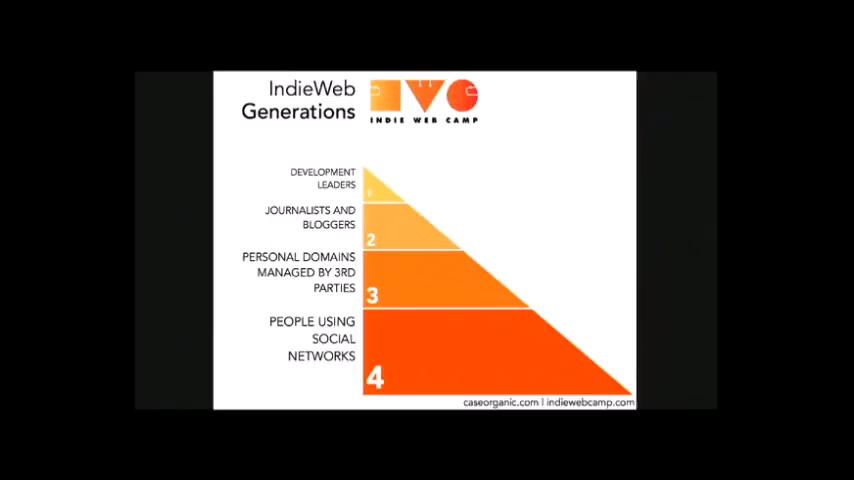 IndieWeb
Generations
INDIE WEB CAMP
DEVELOPMENT
LEADERS
1
JOURNALISTS AND
BLOGGERS
2
PERSONAL DOMAINS
MANAGED BY 3RD
PARTIES
3
PEOPLE USING
SOCIAL
NETWORKS
4
caseorganic.com | indiewebcamp.com